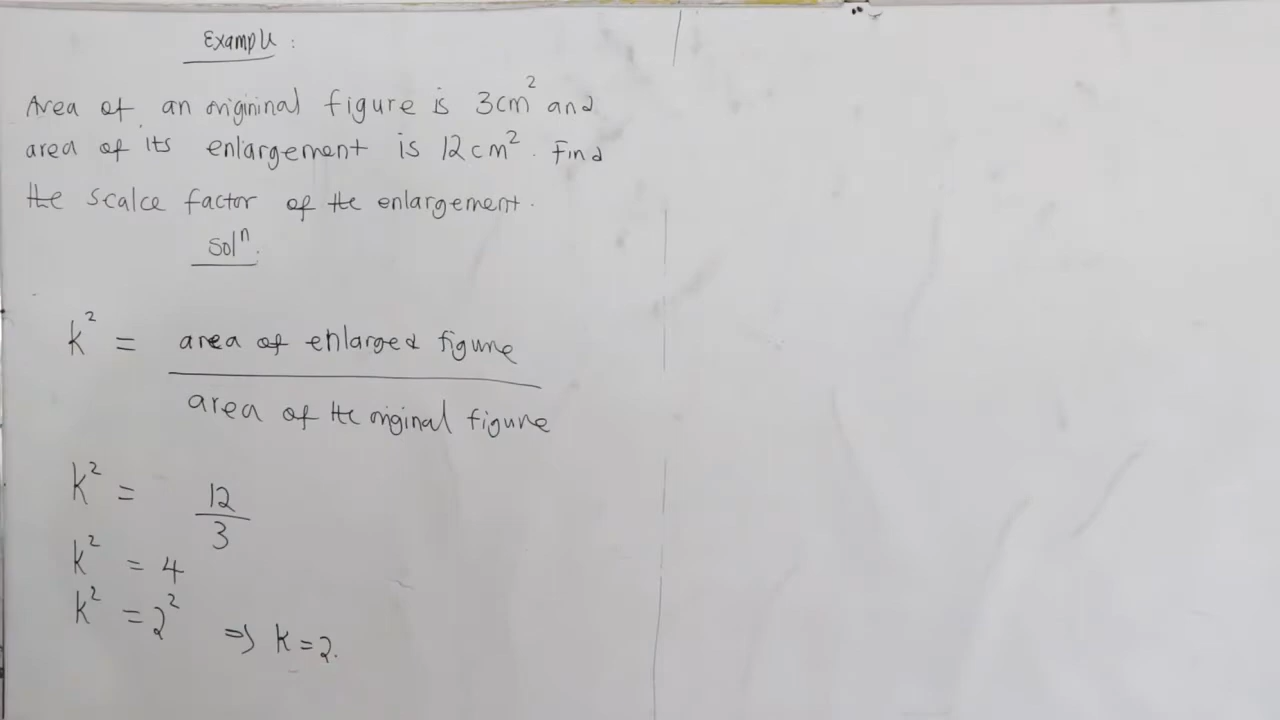 Example :
Area of an origininal figure is 3cm² and
area of its enlargement is 12cm². Find
the scalce factor of the enlargement.
Solⁿ.
k² = area of enlarged figure
area of the original figure
k² = 12
3
k² = 4
k² = 2² ⇒ k = 2.